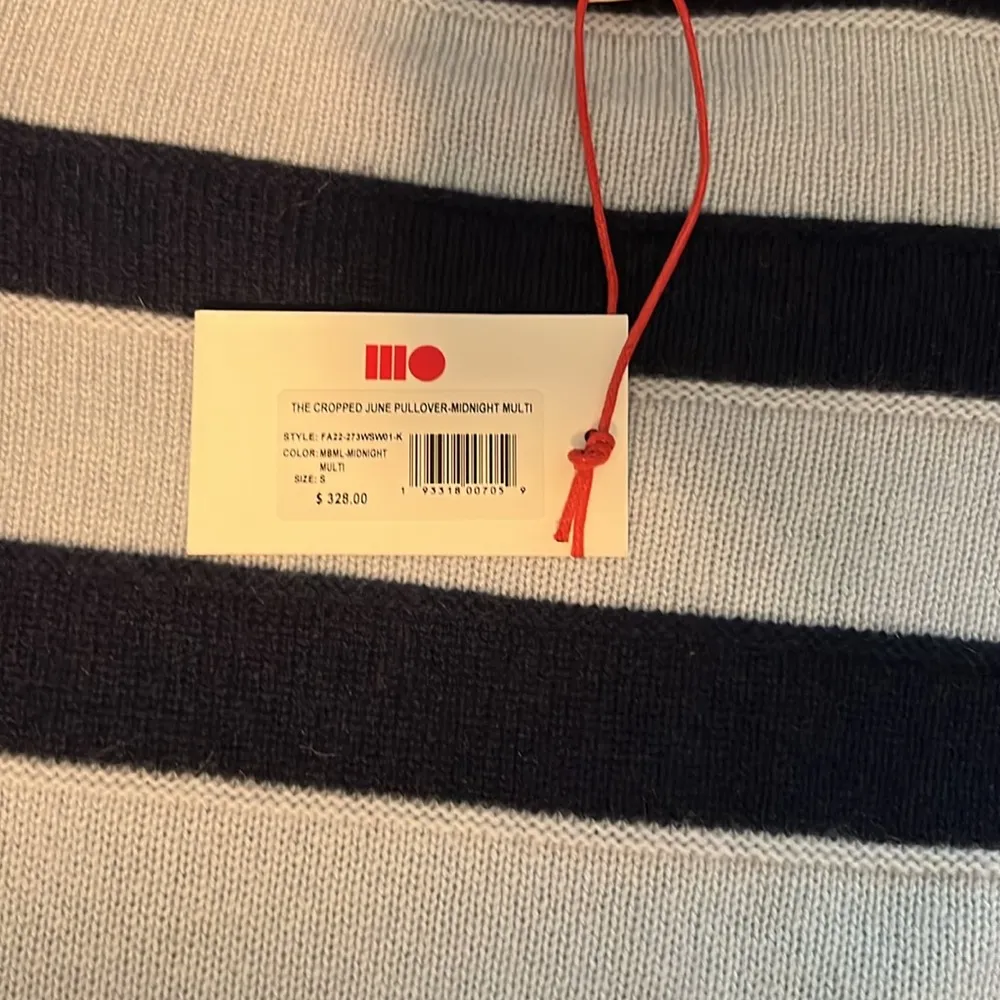 THE CROPPED JUNE PULLOVER-MIDNIGHT MULTI
STYLE: FA22-273WSW01-K
COLOR: MBML-MIDNIGHT
MULTI
SIZE: S
$ 328.00
1 93318 00705 9